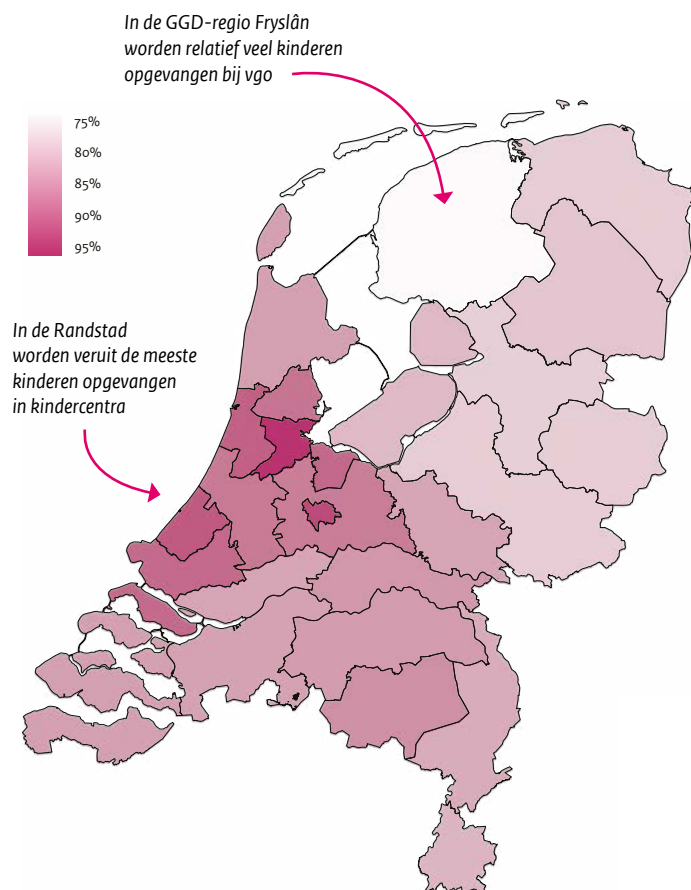 In de GGD-regio Fryslân
worden relatief veel kinderen
opgevangen bij vgo
75%
80%
85%
90%
95%
In de Randstad
worden veruit de meeste
kinderen opgevangen
in kindercentra